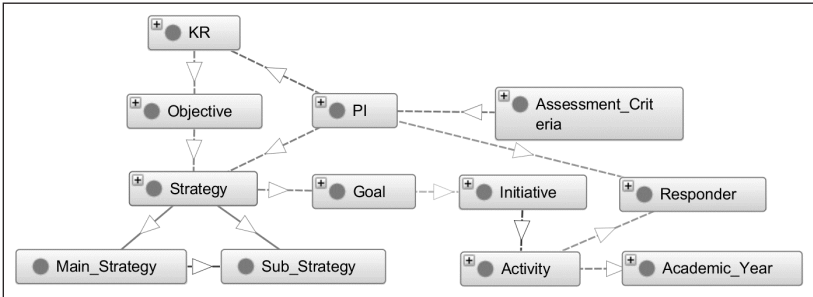 KR
Objective
PI
Assessment_Crit
eria
Strategy
Goal
Initiative
Responder
Main_Strategy
Sub_Strategy
Activity
Academic_Year